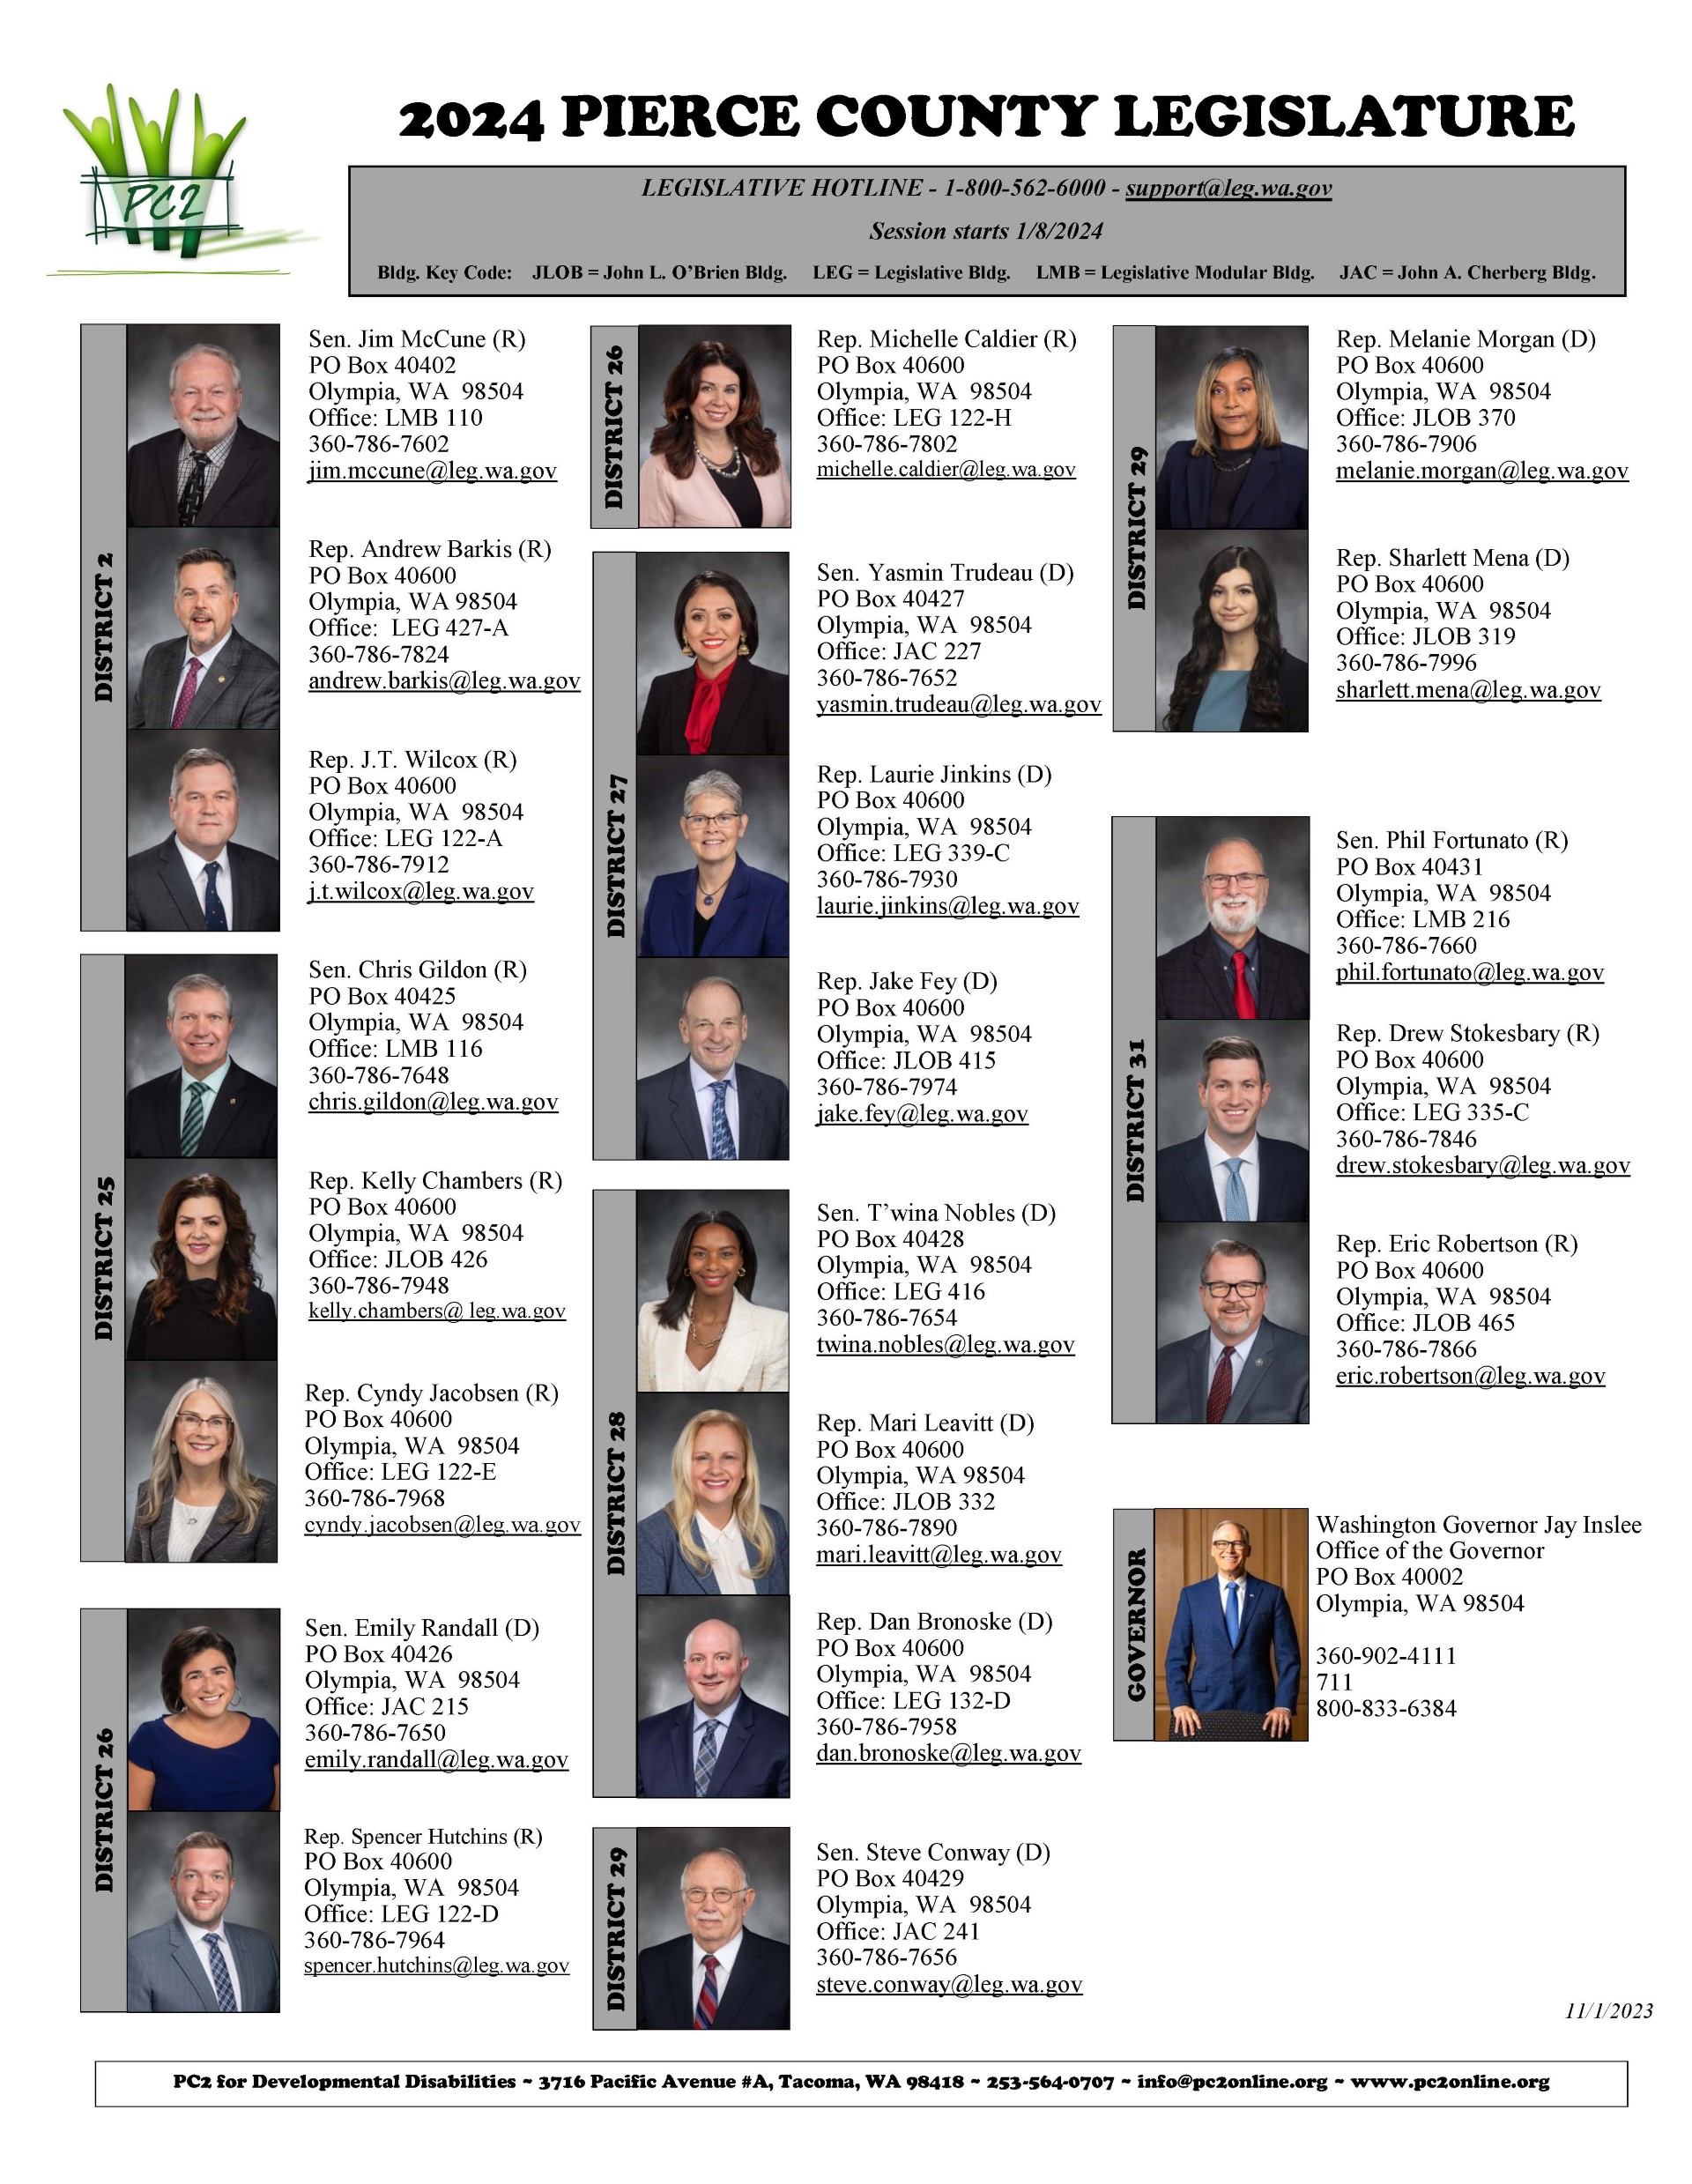 PC2
2024 PIERCE COUNTY LEGISLATURE
LEGISLATIVE HOTLINE - 1-800-562-6000 - support@leg.wa.gov
Session starts 1/8/2024
Bldg. Key Code: JLOB = John L. O’Brien Bldg. LEG = Legislative Bldg. LMB = Legislative Modular Bldg. JAC = John A. Cherberg Bldg.
DISTRICT 2
Sen. Jim McCune (R)
PO Box 40402
Olympia, WA 98504
Office: LMB 110
360-786-7602
jim.mccune@leg.wa.gov
Rep. Andrew Barkis (R)
PO Box 40600
Olympia, WA 98504
Office: LEG 427-A
360-786-7824
andrew.barkis@leg.wa.gov
Rep. J.T. Wilcox (R)
PO Box 40600
Olympia, WA 98504
Office: LEG 122-A
360-786-7912
j.t.wilcox@leg.wa.gov
DISTRICT 25
Sen. Chris Gildon (R)
PO Box 40425
Olympia, WA 98504
Office: LMB 116
360-786-7648
chris.gildon@leg.wa.gov
Rep. Kelly Chambers (R)
PO Box 40600
Olympia, WA 98504
Office: JLOB 426
360-786-7948
kelly.chambers@ leg.wa.gov
Rep. Cyndy Jacobsen (R)
PO Box 40600
Olympia, WA 98504
Office: LEG 122-E
360-786-7968
cyndy.jacobsen@leg.wa.gov
DISTRICT 26
Sen. Emily Randall (D)
PO Box 40426
Olympia, WA 98504
Office: JAC 215
360-786-7650
emily.randall@leg.wa.gov
Rep. Spencer Hutchins (R)
PO Box 40600
Olympia, WA 98504
Office: LEG 122-D
360-786-7964
spencer.hutchins@leg.wa.gov
DISTRICT 26
Rep. Michelle Caldier (R)
PO Box 40600
Olympia, WA 98504
Office: LEG 122-H
360-786-7802
michelle.caldier@leg.wa.gov
DISTRICT 27
Sen. Yasmin Trudeau (D)
PO Box 40427
Olympia, WA 98504
Office: JAC 227
360-786-7652
yasmin.trudeau@leg.wa.gov
Rep. Laurie Jinkins (D)
PO Box 40600
Olympia, WA 98504
Office: LEG 339-C
360-786-7930
laurie.jinkins@leg.wa.gov
Rep. Jake Fey (D)
PO Box 40600
Olympia, WA 98504
Office: JLOB 415
360-786-7974
jake.fey@leg.wa.gov
DISTRICT 28
Sen. T’wina Nobles (D)
PO Box 40428
Olympia, WA 98504
Office: LEG 416
360-786-7654
twina.nobles@leg.wa.gov
Rep. Mari Leavitt (D)
PO Box 40600
Olympia, WA 98504
Office: JLOB 332
360-786-7890
mari.leavitt@leg.wa.gov
Rep. Dan Bronoske (D)
PO Box 40600
Olympia, WA 98504
Office: LEG 132-D
360-786-7958
dan.bronoske@leg.wa.gov
DISTRICT 29
Sen. Steve Conway (D)
PO Box 40429
Olympia, WA 98504
Office: JAC 241
360-786-7656
steve.conway@leg.wa.gov
DISTRICT 29
Rep. Melanie Morgan (D)
PO Box 40600
Olympia, WA 98504
Office: JLOB 370
360-786-7906
melanie.morgan@leg.wa.gov
Rep. Sharlett Mena (D)
PO Box 40600
Olympia, WA 98504
Office: JLOB 319
360-786-7996
sharlett.mena@leg.wa.gov
DISTRICT 31
Sen. Phil Fortunato (R)
PO Box 40431
Olympia, WA 98504
Office: LMB 216
360-786-7660
phil.fortunato@leg.wa.gov
Rep. Drew Stokesbary (R)
PO Box 40600
Olympia, WA 98504
Office: LEG 335-C
360-786-7846
drew.stokesbary@leg.wa.gov
Rep. Eric Robertson (R)
PO Box 40600
Olympia, WA 98504
Office: JLOB 465
360-786-7866
eric.robertson@leg.wa.gov
GOVERNOR
Washington Governor Jay Inslee
Office of the Governor
PO Box 40002
Olympia, WA 98504
360-902-4111
711
800-833-6384
11/1/2023
PC2 for Developmental Disabilities ~ 3716 Pacific Avenue #A, Tacoma, WA 98418 ~ 253-564-0707 ~ info@pc2online.org ~ www.pc2online.org